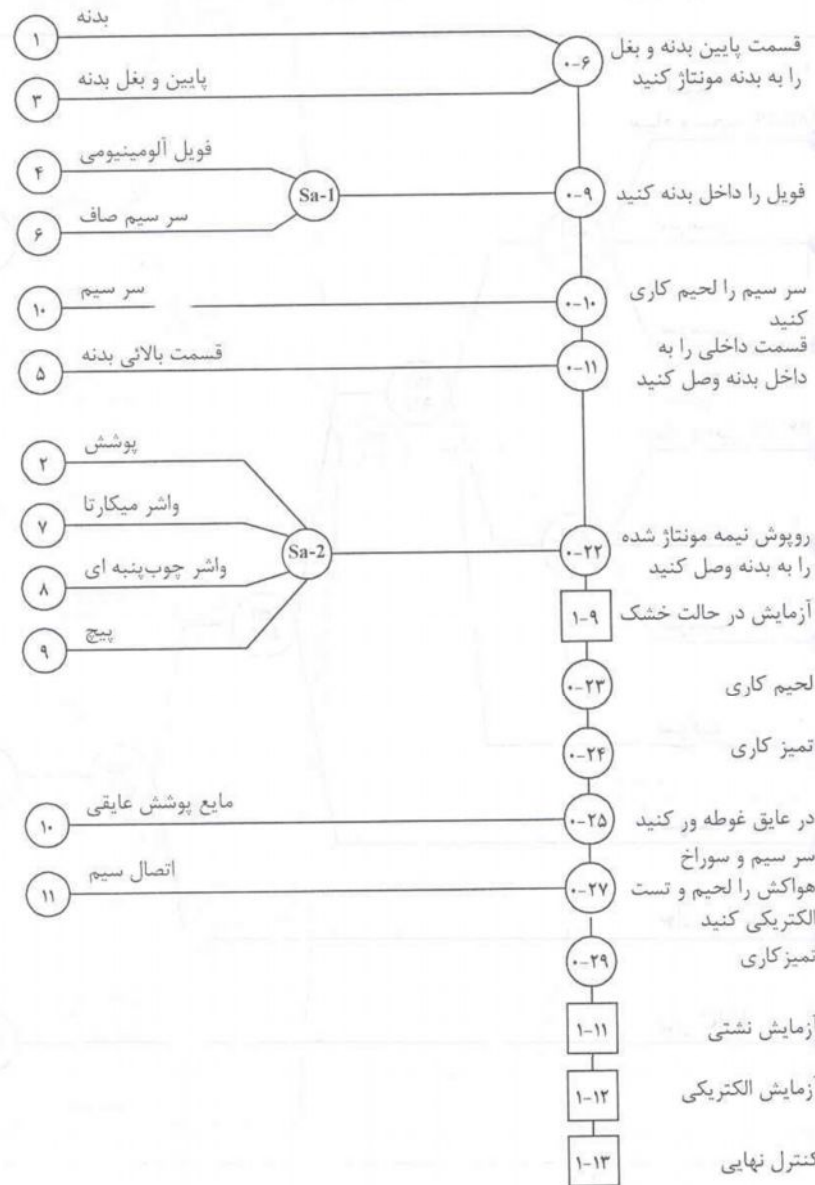 بدنه
۱
۰-۶
قسمت پایین بدنه و بغل
را به بدنه مونتاژ کنید
پایین و بغل بدنه
۳
فویل آلومینیومی
۴
Sa-1
۰-۹
فویل را داخل بدنه کنید
سر سیم صاف
۶
سر سیم
۱۰
۰-۱۰
سر سیم را لحیم کاری
کنید
قسمت بالائی بدنه
۵
۰-۱۱
قسمت داخلی را به
داخل بدنه وصل کنید
پوشش
۲
واشر میکارتا
۷
Sa-2
۰-۲۲
روپوش نیمه مونتاژ شده
را به بدنه وصل کنید
واشر چوب‌پنبه ای
۸
پیچ
۹
۱-۹
آزمایش در حالت خشک
۰-۲۳
لحیم کاری
۰-۲۴
تمیز کاری
مایع پوشش عایقی
۱۰
۰-۲۵
در عایق غوطه ور کنید
اتصال سیم
۱۱
۰-۲۷
سر سیم و سوراخ
هواکش را لحیم و تست
الکتریکی کنید
۰-۲۹
تمیزکاری
۱-۱۱
آزمایش نشتی
۱-۱۲
آزمایش الکتریکی
۱-۱۳
کنترل نهایی